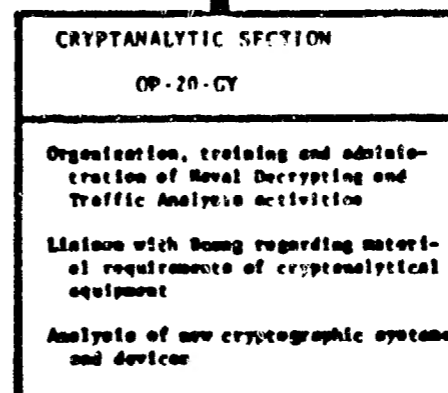 CRYPTANALYTIC SECTION
OP-20-GY
Organization, training and adminis-
tration of Naval Decrypting and
Traffic Analysis activities
Liaison with regarding materi-
al requirements of cryptanalytical
equipment
Analysis of new cryptographic systems
and devices